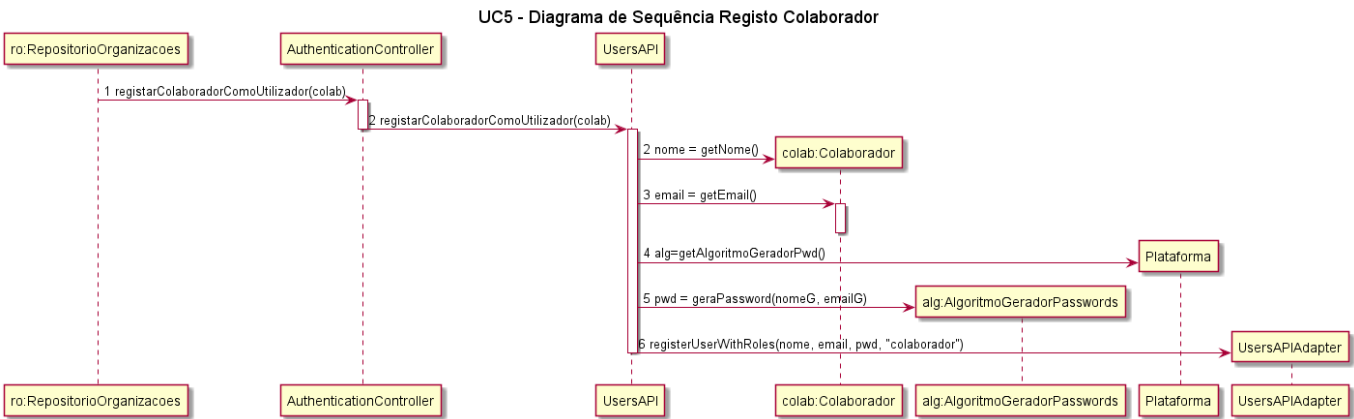 UC5 - Diagrama de Sequência Registo Colaborador
ro:RepositorioOrganizacoes
AuthenticationController
UsersAPI
1 registarColaboradorComoUtilizador(colab)
2 registarColaboradorComoUtilizador(colab)
2 nome = getNome()
colab:Colaborador
3 email = getEmail()
4 alg=getAlgoritmoGeradorPwd()
Plataforma
5 pwd = geraPassword(nomeG, emailG)
alg:AlgoritmoGeradorPasswords
6 registerUserWithRoles(nome, email, pwd, "colaborador")
UsersAPIAdapter
ro:RepositorioOrganizacoes
AuthenticationController
UsersAPI
colab:Colaborador
alg:AlgoritmoGeradorPasswords
Plataforma
UsersAPIAdapter